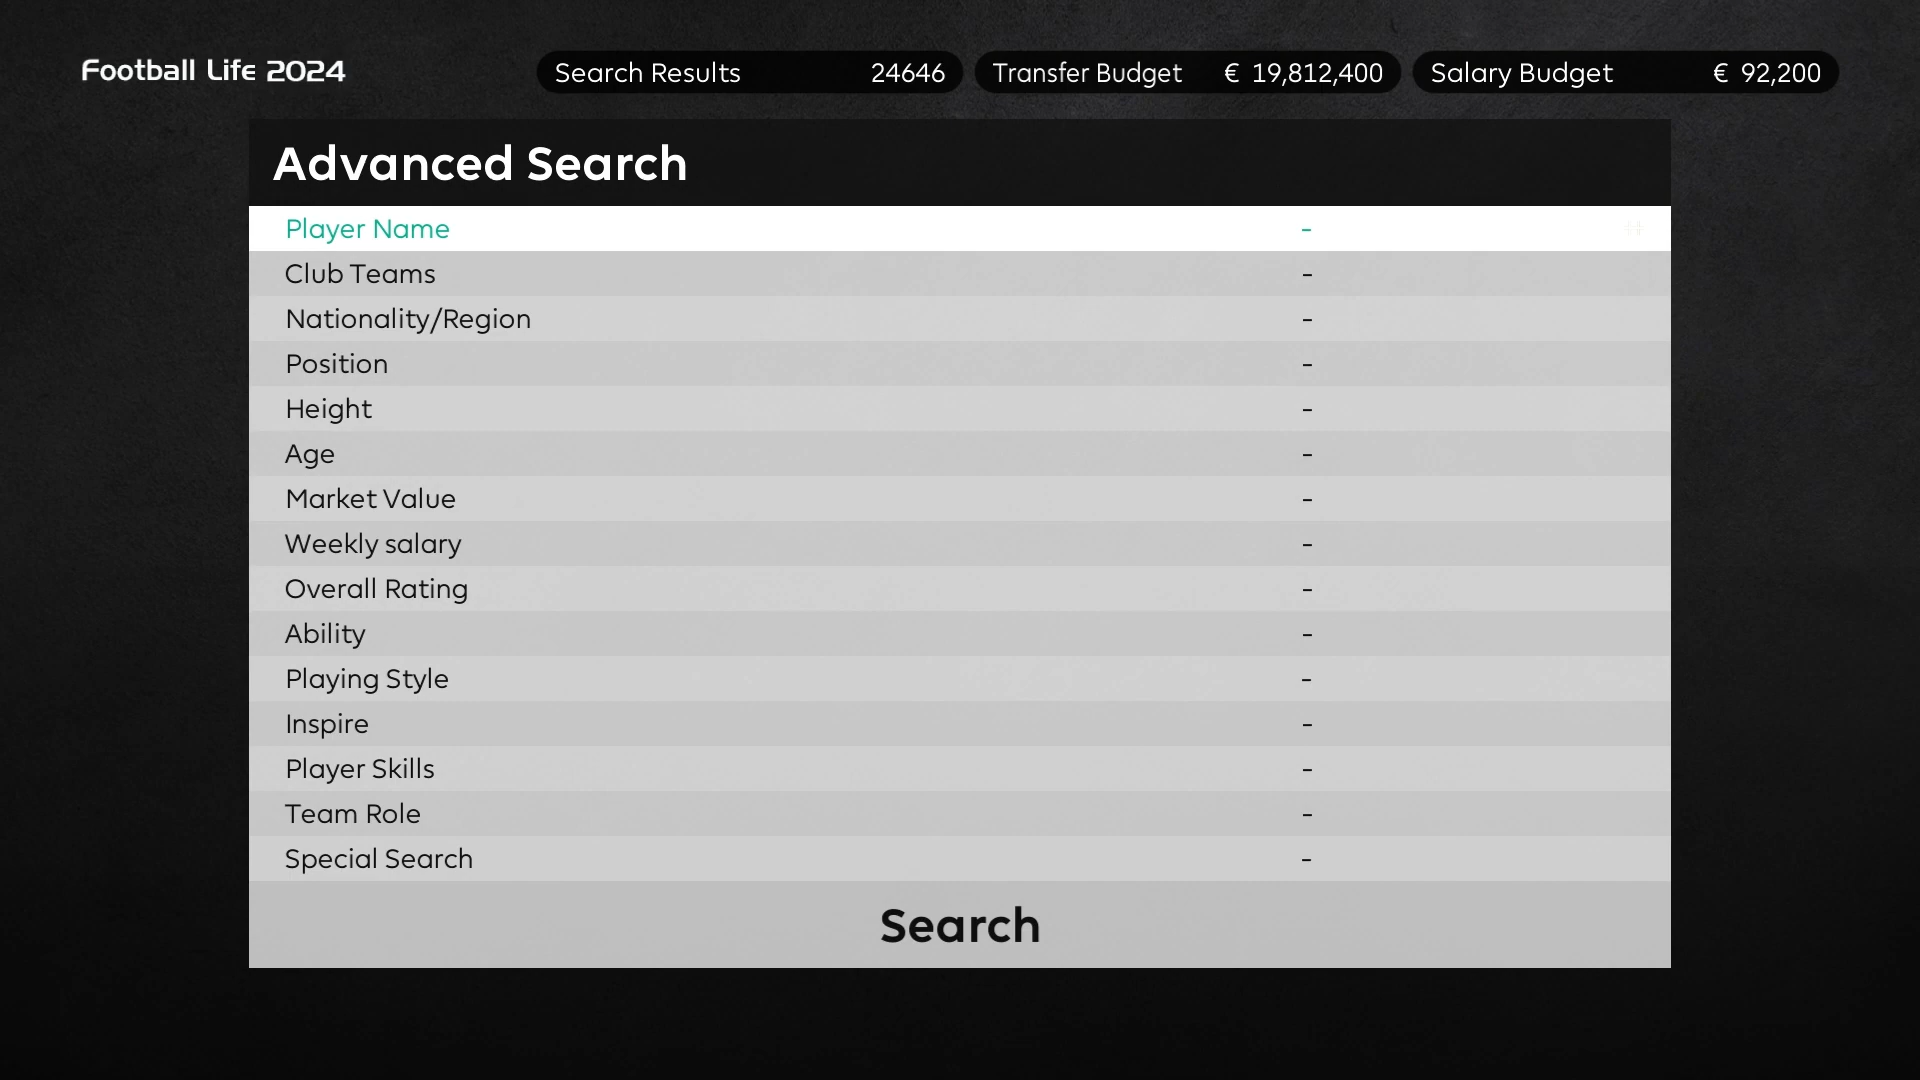 Football Life 2024
Search Results 24646
Transfer Budget € 19,812,400
Salary Budget € 92,200
Advanced Search
Player Name -
Club Teams -
Nationality/Region -
Position -
Height -
Age -
Market Value -
Weekly salary -
Overall Rating -
Ability -
Playing Style -
Inspire -
Player Skills -
Team Role -
Special Search -
Search